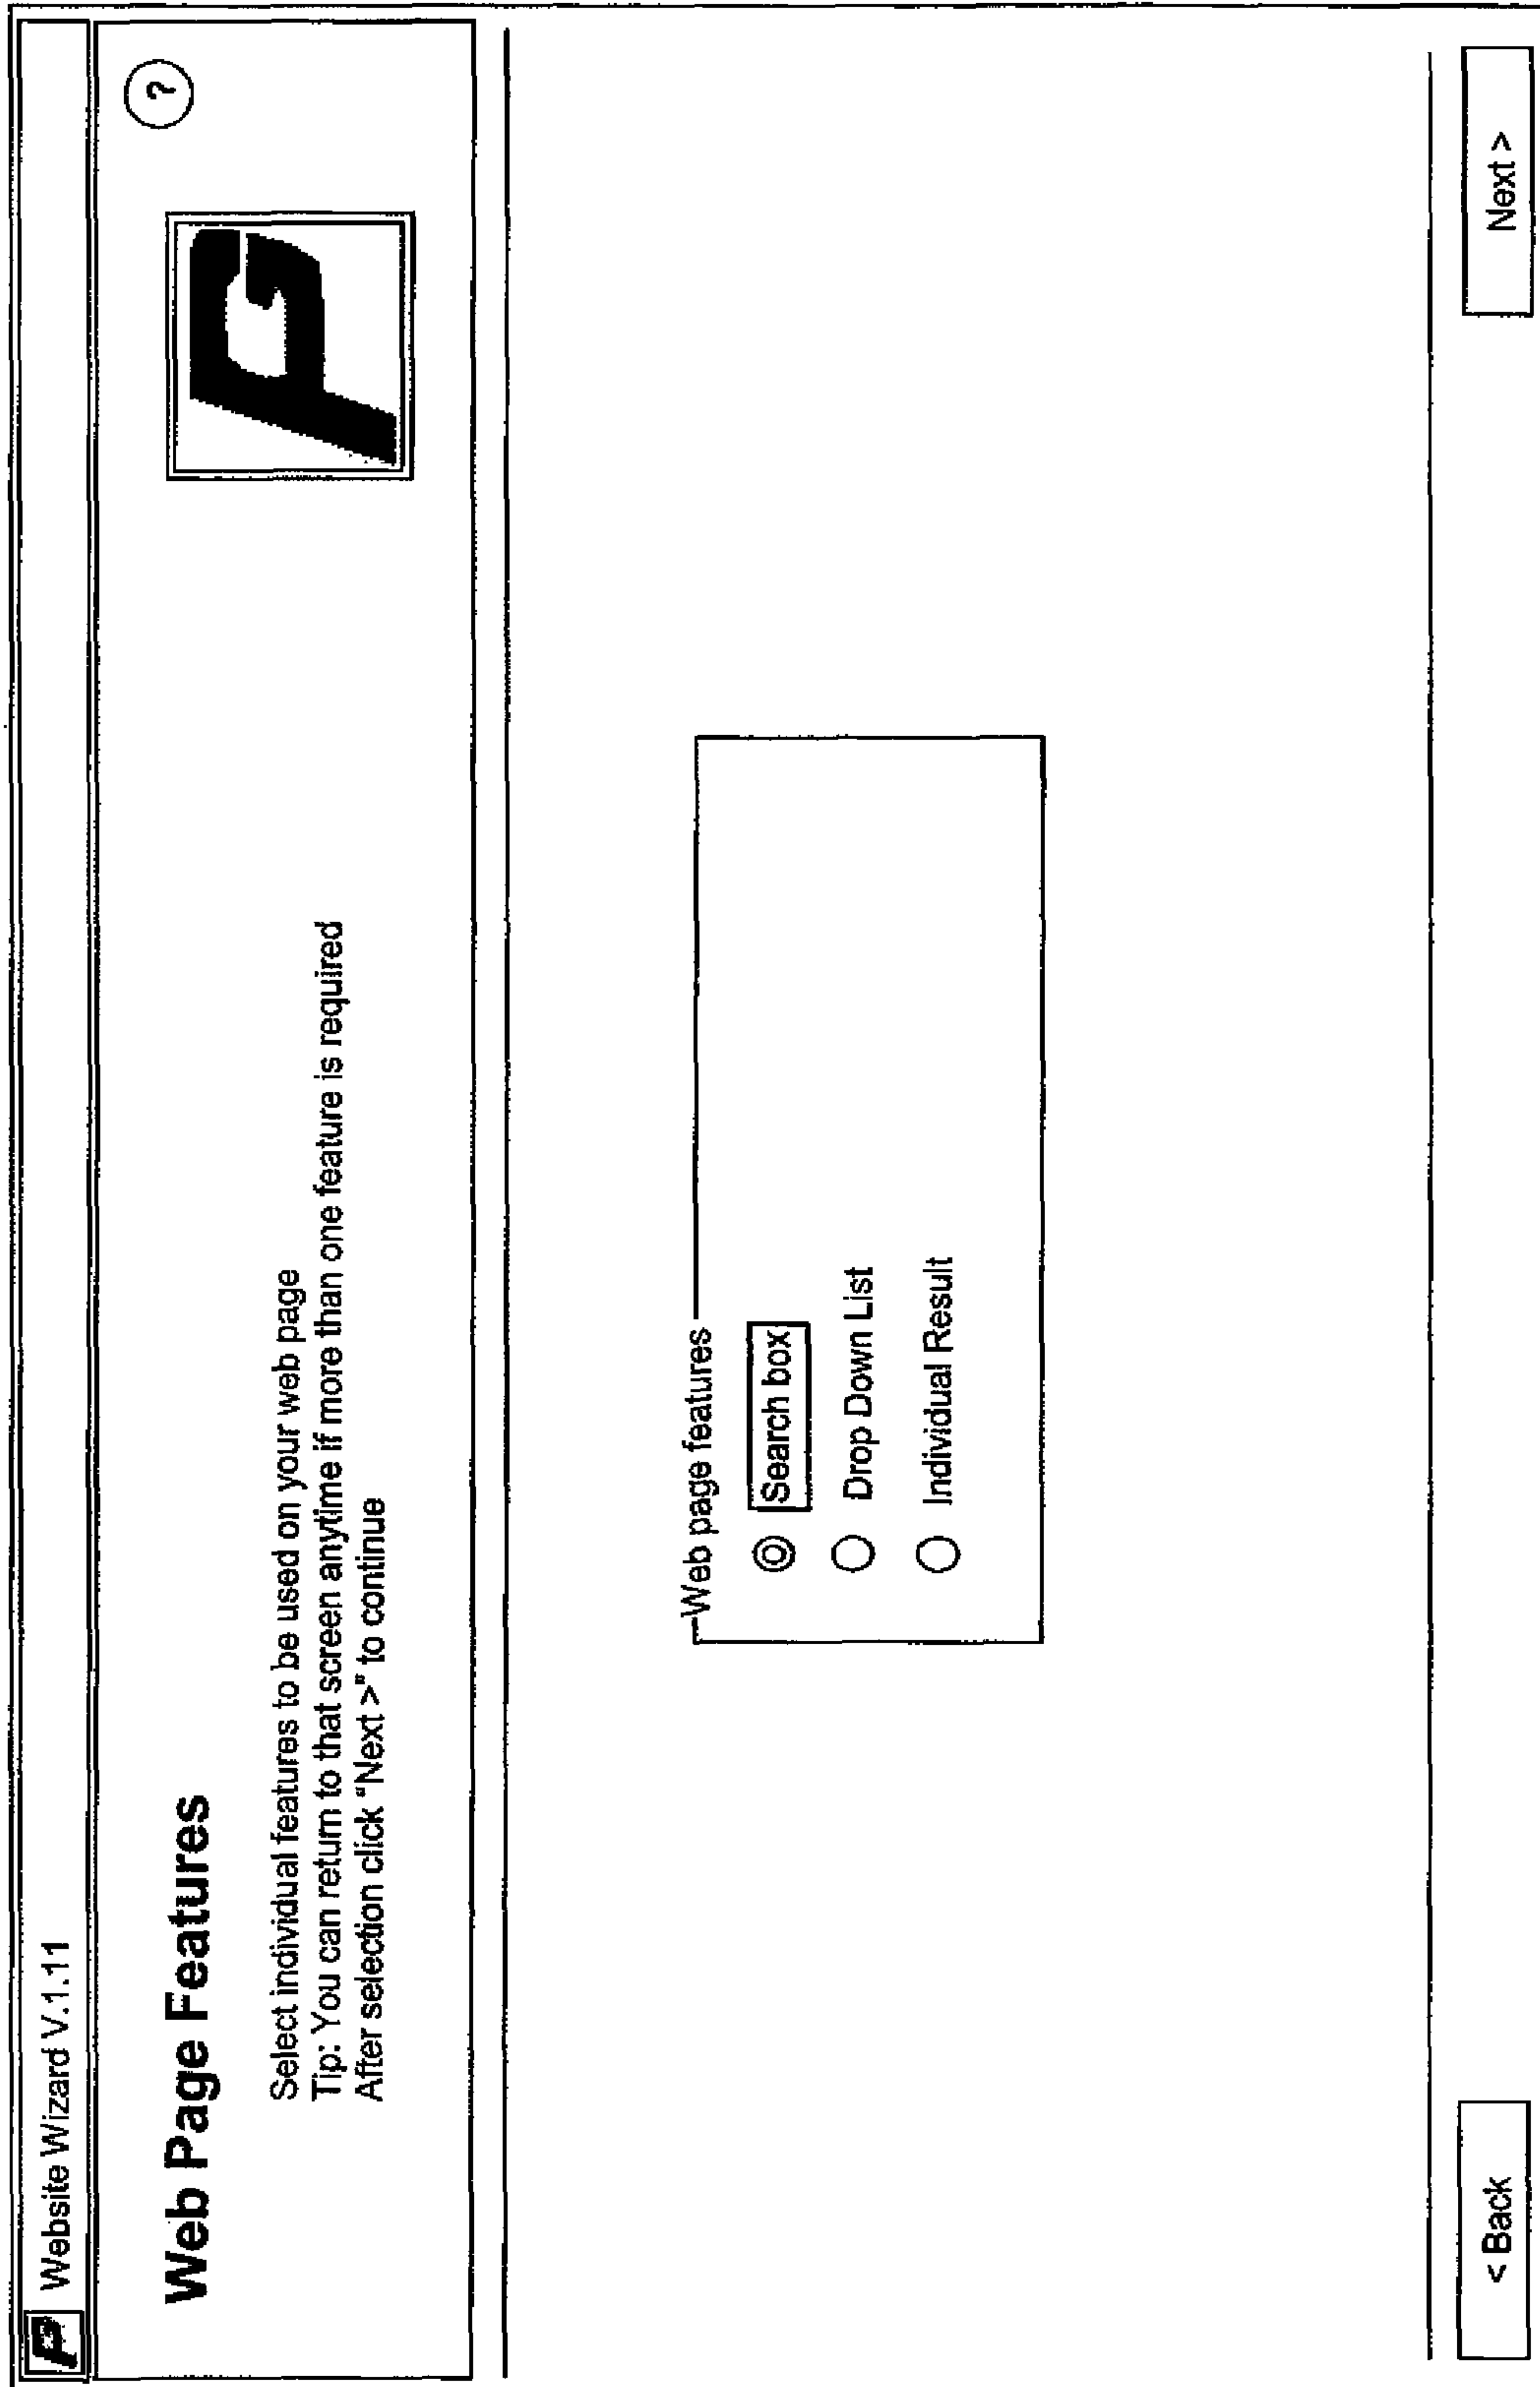 Website Wizard V.1.11
Web Page Features
?
Select individual features to be used on your web page
Tip: You can return to that screen anytime if more than one feature is required
After selection click "Next >" to continue
Web page features
Search box
Drop Down List
Individual Result
< Back
Next >